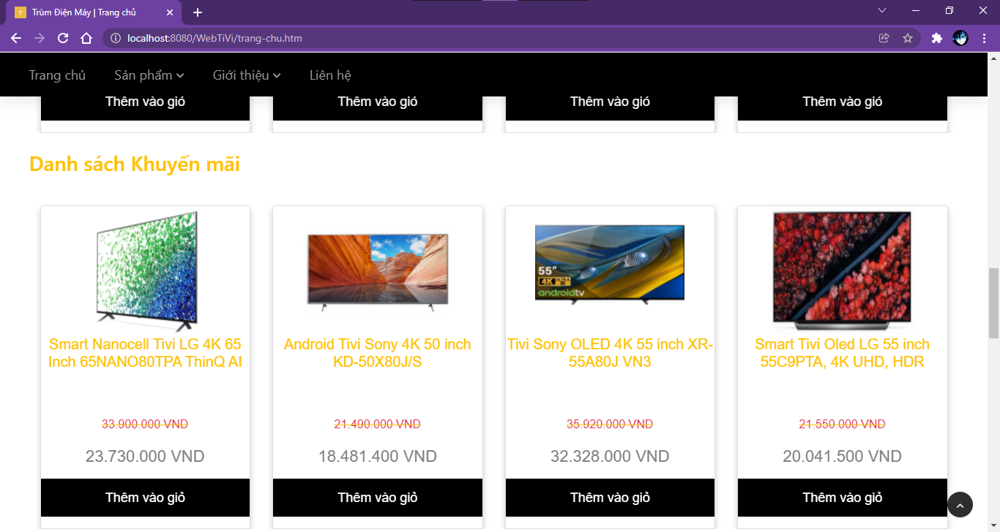 Trùm Điện Máy | Trang chủ
localhost:8080/WebTiVi/trang-chu.htm
Trang chủ Sản phẩm Giới thiệu Liên hệ
Thêm vào gió Thêm vào gió Thêm vào gió Thêm vào gió
Danh sách Khuyến mãi
55"
4K ULTRA
androidtv
Smart Nanocell Tivi LG 4K 65
Inch 65NANO80TPA ThinQ AI
33.900.000 VND
23.730.000 VND
Thêm vào giỏ
Android Tivi Sony 4K 50 inch
KD-50X80J/S
21.490.000 VND
18.481.400 VND
Thêm vào giỏ
Tivi Sony OLED 4K 55 inch XR-
55A80J VN3
35.920.000 VND
32.328.000 VND
Thêm vào giỏ
Smart Tivi Oled LG 55 inch
55C9PTA, 4K UHD, HDR
21.550.000 VND
20.041.500 VND
Thêm vào giỏ